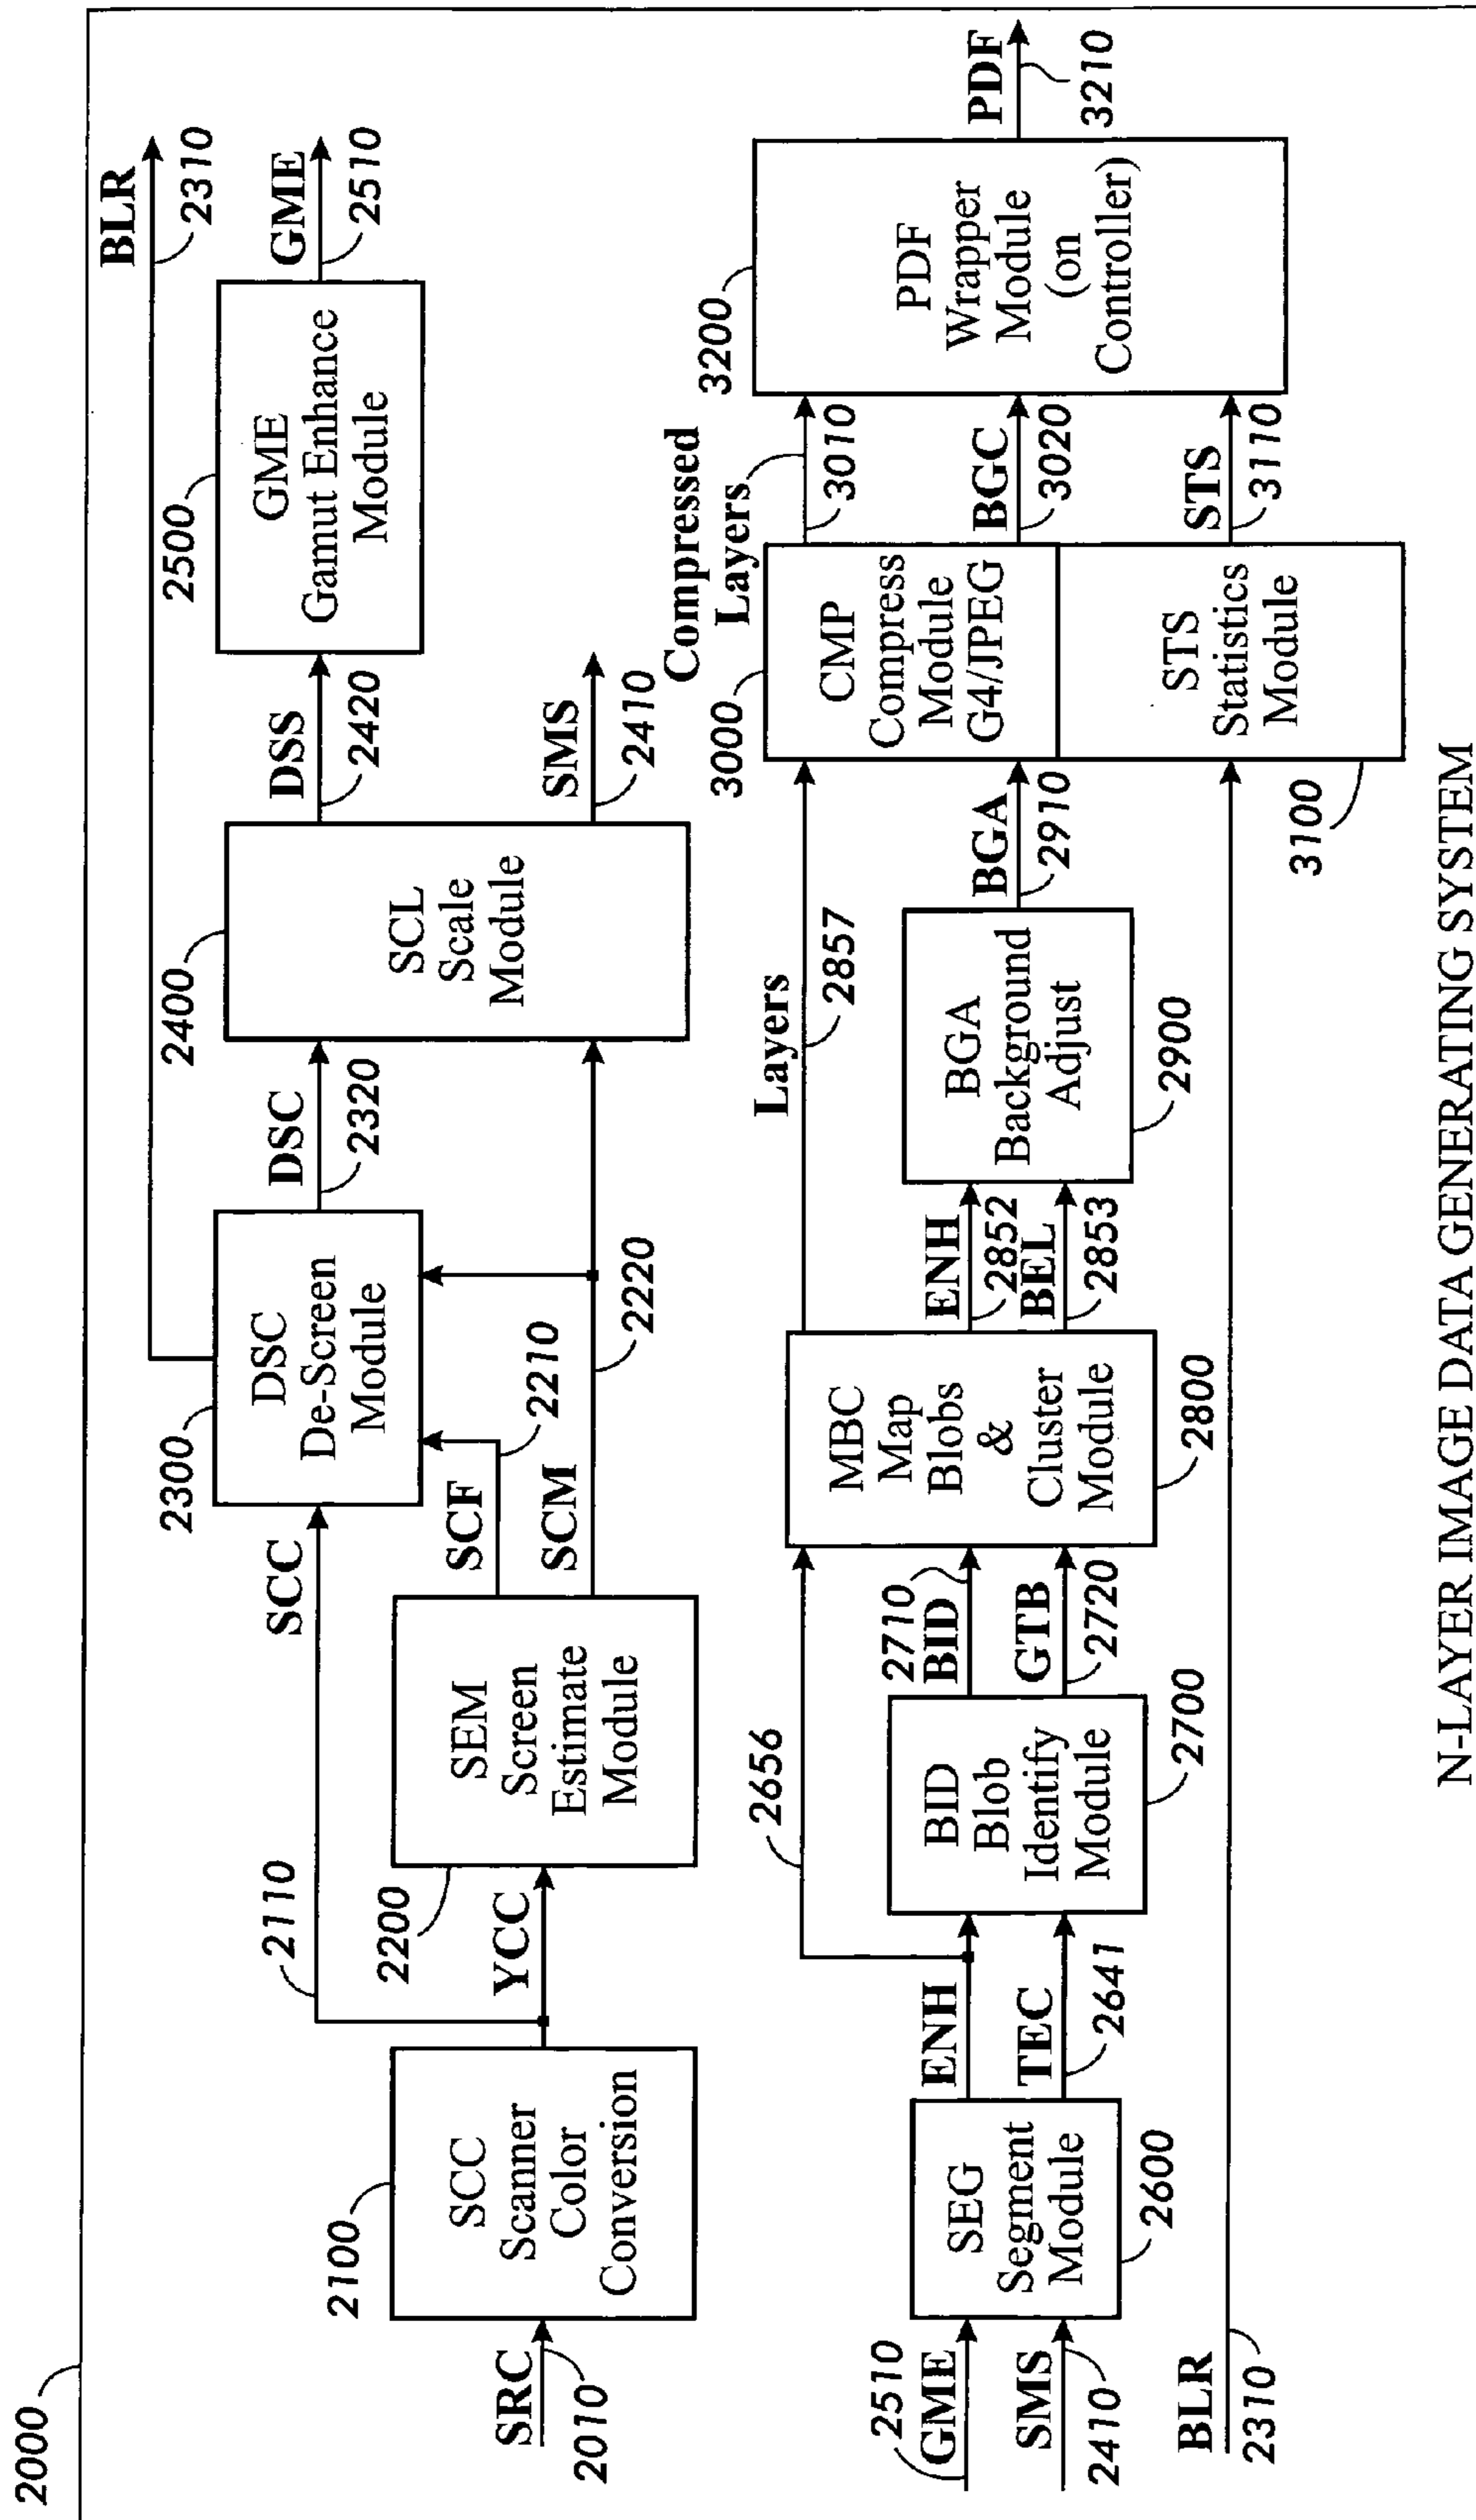 2000
BLR
2310
2500
GME
Gamut Enhance
Module
GME
2510
2400
SCL
Scale
Module
DSS
2420
SMS
2410
2300
DSC
De-Screen
Module
DSC
2320
SCC
2110
SCF
2210
SCM
2220
2200
SEM
Screen
Estimate
Module
YCC
2100
SCC
Scanner
Color
Conversion
SRC
2010
2510
GME
SMS
2410
BLR
2310
SEG
Segment
Module
2600
ENH
TEC
2641
2656
BID
Blob
Identify
Module
2700
2710
BID
GTB
2720
MBC
Map
Blobs
&
Cluster
Module
2800
Layers
2857
ENH
2852
BEL
2853
BGA
Background
Adjust
2900
BGA
2910
3000
CMP
Compress
Module
G4/JPEG
STS
Statistics
Module
3100
Compressed
Layers
3010
BGC
3020
STS
3110
3200
PDF
Wrapper
Module
(on
Controller)
PDF
3210
N-LAYER IMAGE DATA GENERATING SYSTEM